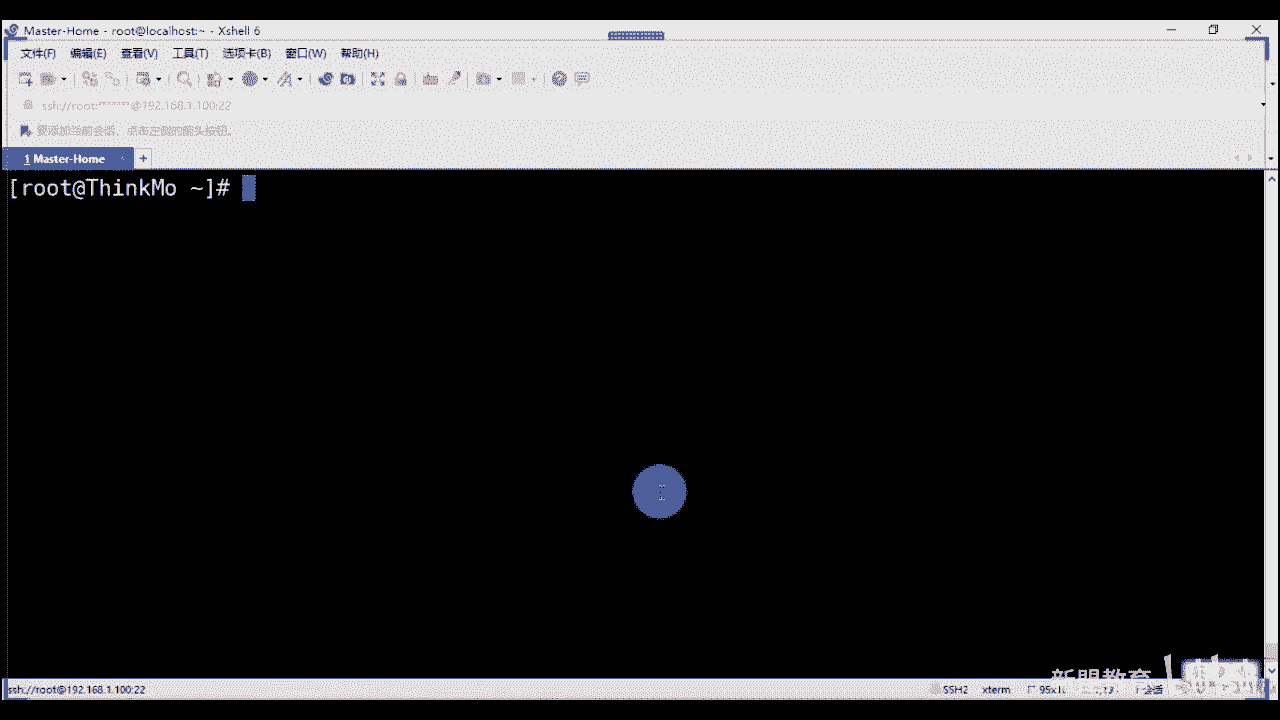 Master-Home - root@localhost:~ - Xshell 6
文件(F) 编辑(E) 查看(V) 工具(T) 选项卡(B) 窗口(W) 帮助(H)
ssh://root:******@192.168.1.100:22
要添加当前会话，点击左侧的箭头按钮。
1 Master-Home
[root@ThinkMo ~]#
新盟教育
ssh://root@192.168.1.100:22
SSH2 xterm